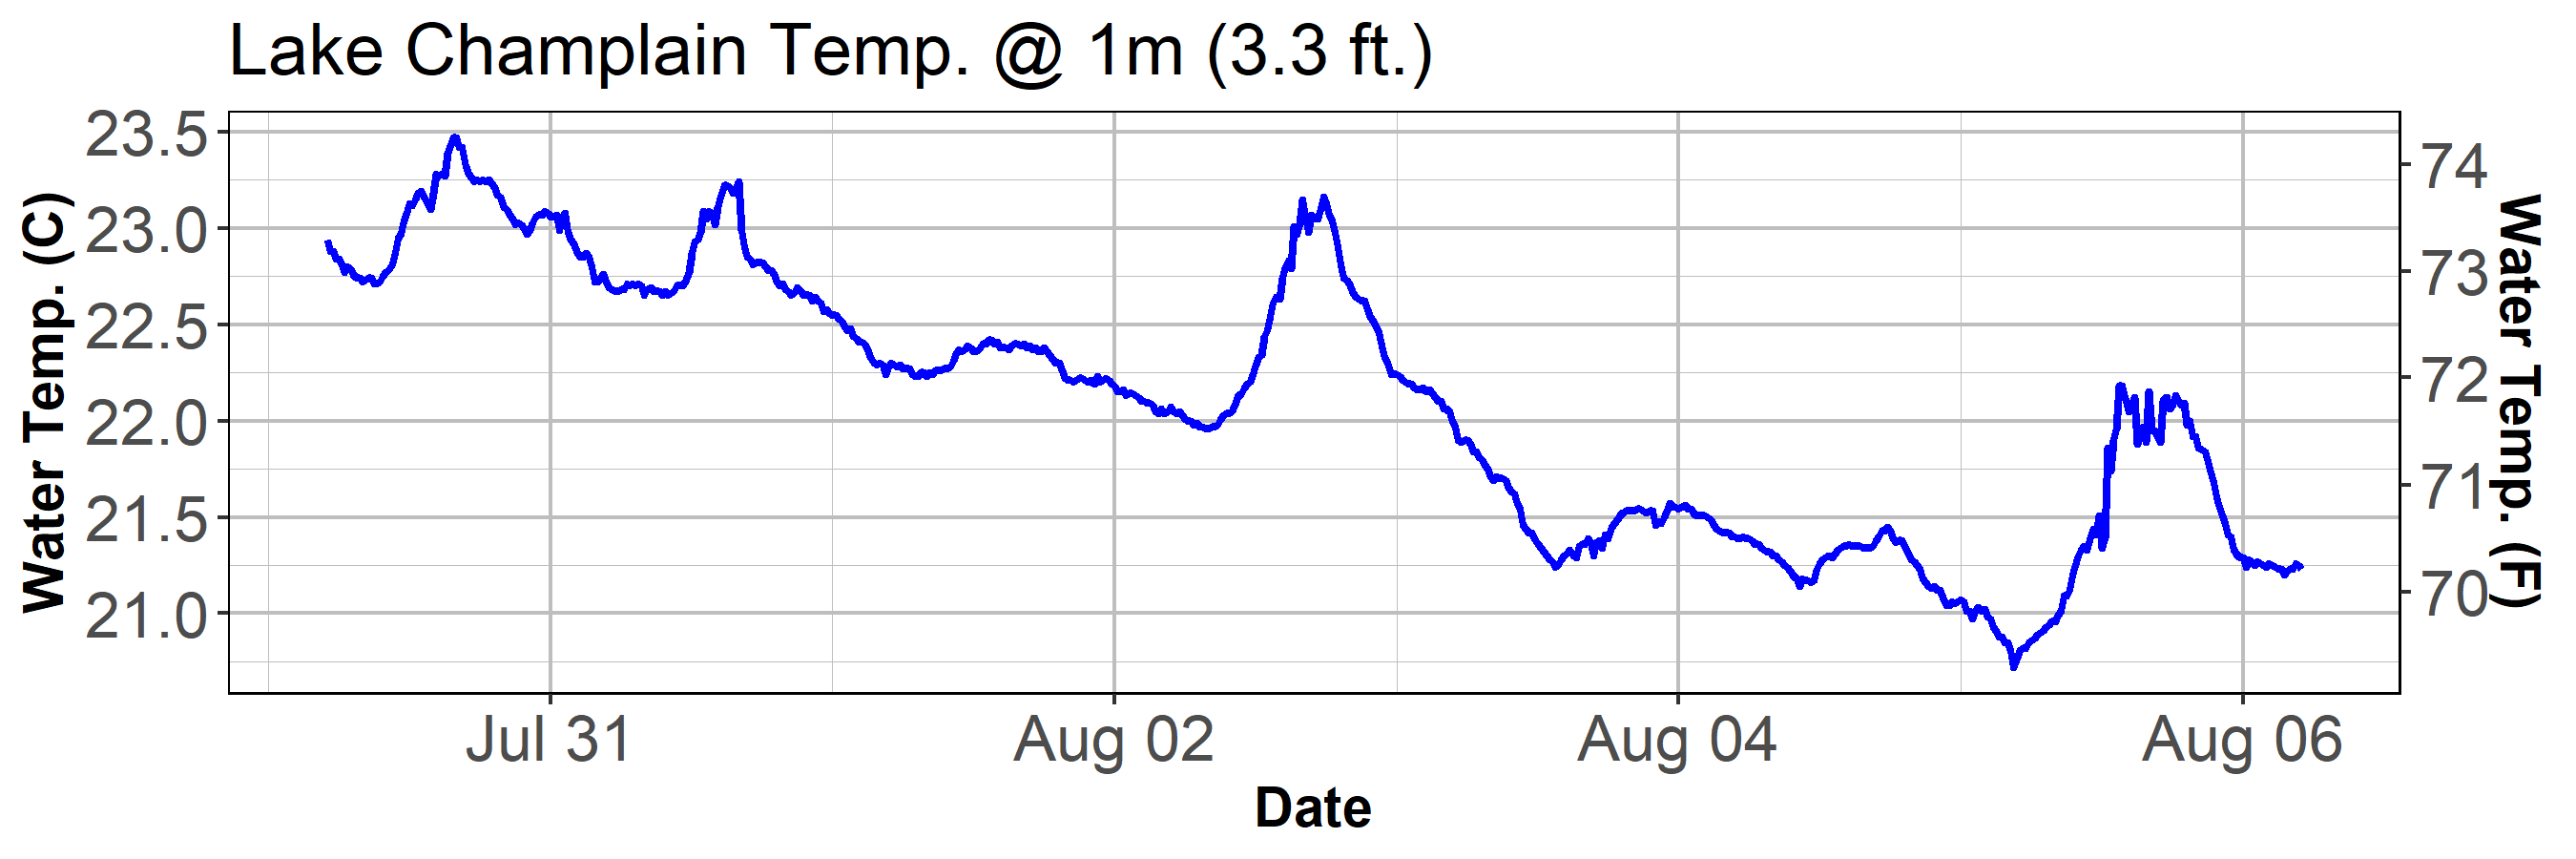 Lake Champlain Temp. @ 1m (3.3 ft.)
Water Temp. (C)
23.5
23.0
22.5
22.0
21.5
21.0
74
73
72
71
70
Water Temp. (F)
Jul 31
Aug 02
Aug 04
Aug 06
Date